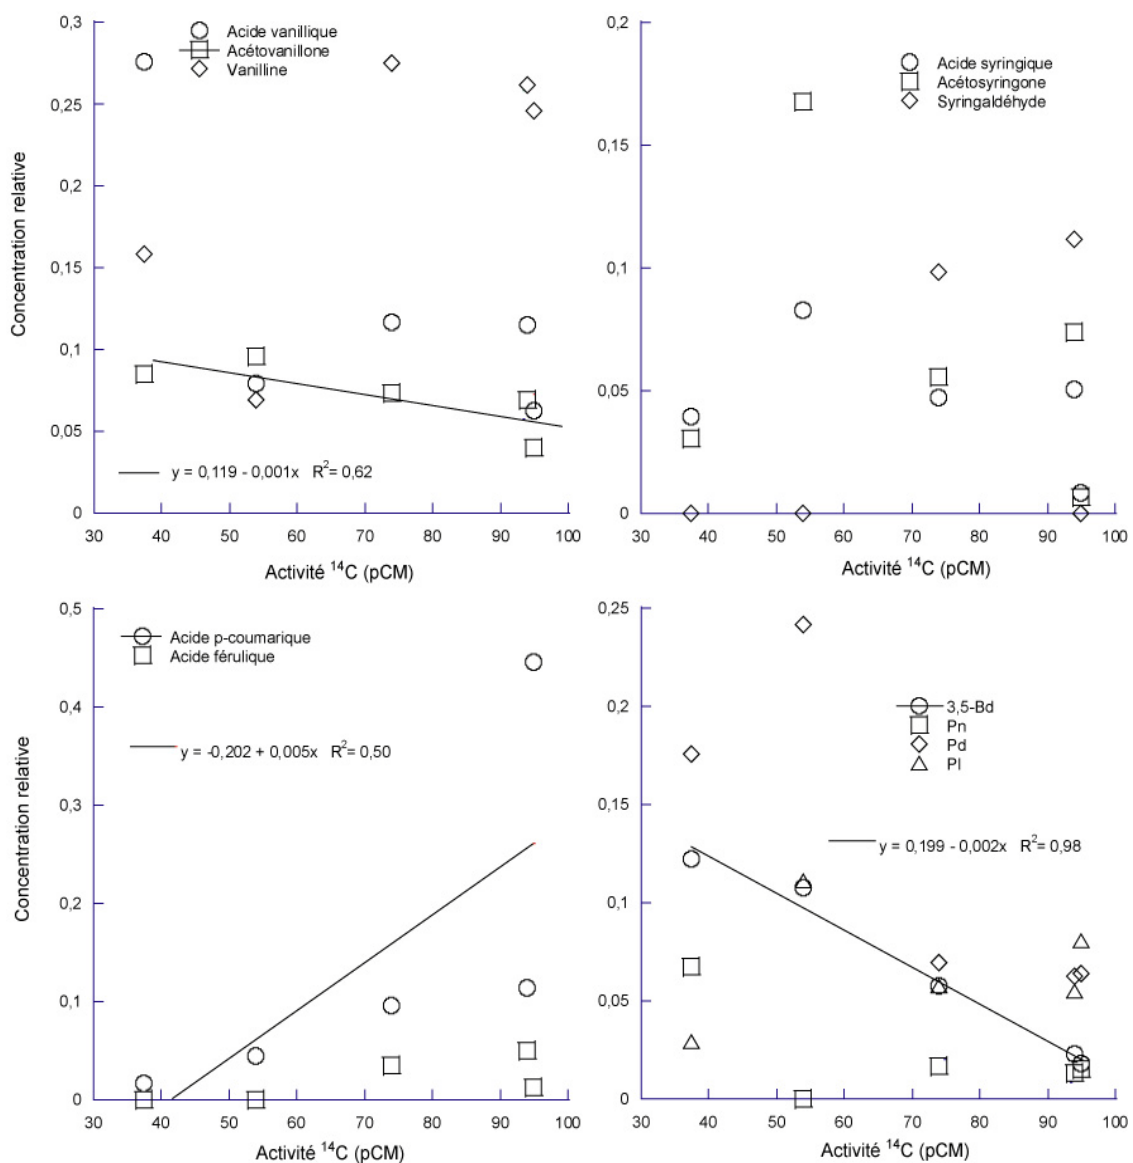 Concentration relative
0,3
0,25
0,2
0,15
0,1
0,05
0
Acide vanillique
Acétovanillone
Vanilline
y = 0,119 - 0,001x R²= 0,62
30 40 50 60 70 80 90 100
Activité ¹⁴C (pCM)
0,2
0,15
0,1
0,05
0
Acide syringique
Acétosyringone
Syringaldéhyde
30 40 50 60 70 80 90 100
Activité ¹⁴C (pCM)
Concentration relative
0,5
0,4
0,3
0,2
0,1
0
Acide p-coumarique
Acide férulique
y = -0,202 + 0,005x R²= 0,50
30 40 50 60 70 80 90 100
Activité ¹⁴C (pCM)
0,25
0,2
0,15
0,1
0,05
0
3,5-Bd
Pn
Pd
Pl
y = 0,199 - 0,002x R²= 0,98
30 40 50 60 70 80 90 100
Activité ¹⁴C (pCM)